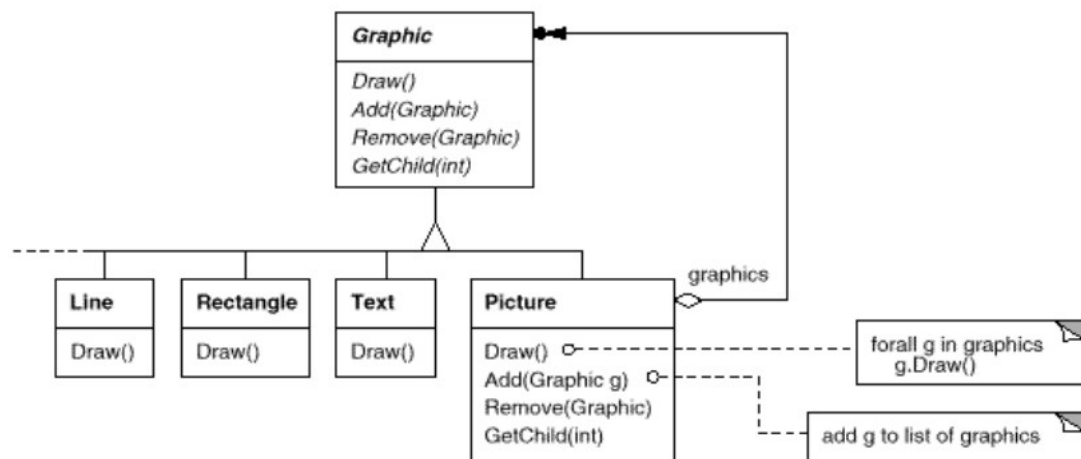 Graphic
Draw()
Add(Graphic)
Remove(Graphic)
GetChild(int)
graphics
Line
Draw()
Rectangle
Draw()
Text
Draw()
Picture
Draw()
Add(Graphic g)
Remove(Graphic)
GetChild(int)
forall g in graphics
g.Draw()
add g to list of graphics